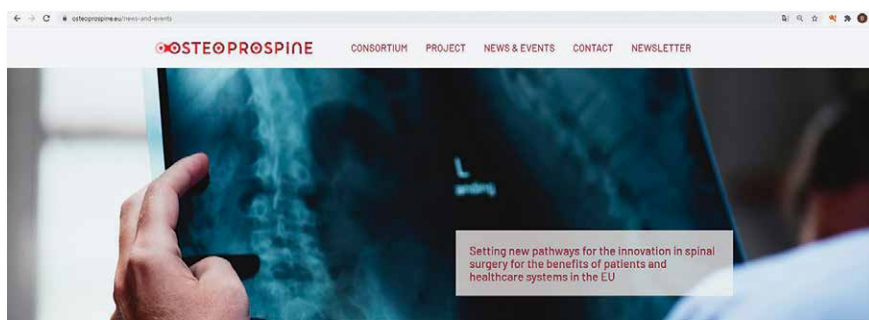 osteoprospine.eu/news-and-events
OSTEOPROSPINE
CONSORTIUM PROJECT NEWS & EVENTS CONTACT NEWSLETTER
L
anding
Setting new pathways for the innovation in spinal
surgery for the benefits of patients and
healthcare systems in the EU